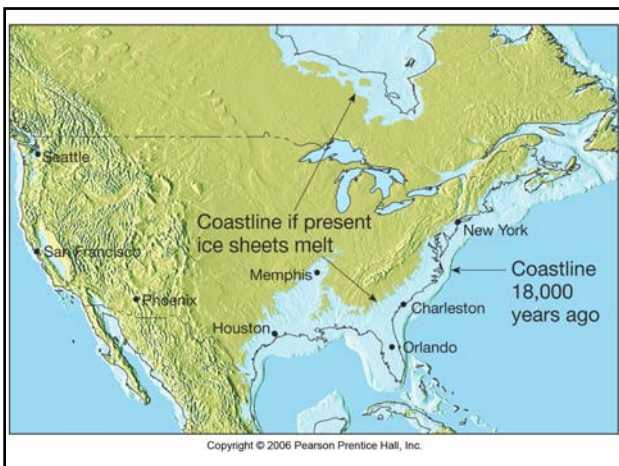 Seattle
Coastline if present
ice sheets melt
New York
San Francisco
Memphis
Coastline
18,000
years ago
Phoenix
Charleston
Houston
Orlando
Copyright © 2006 Pearson Prentice Hall, Inc.